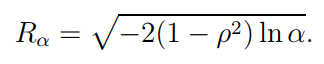 R_α = √(−2(1 − ρ²) ln α).